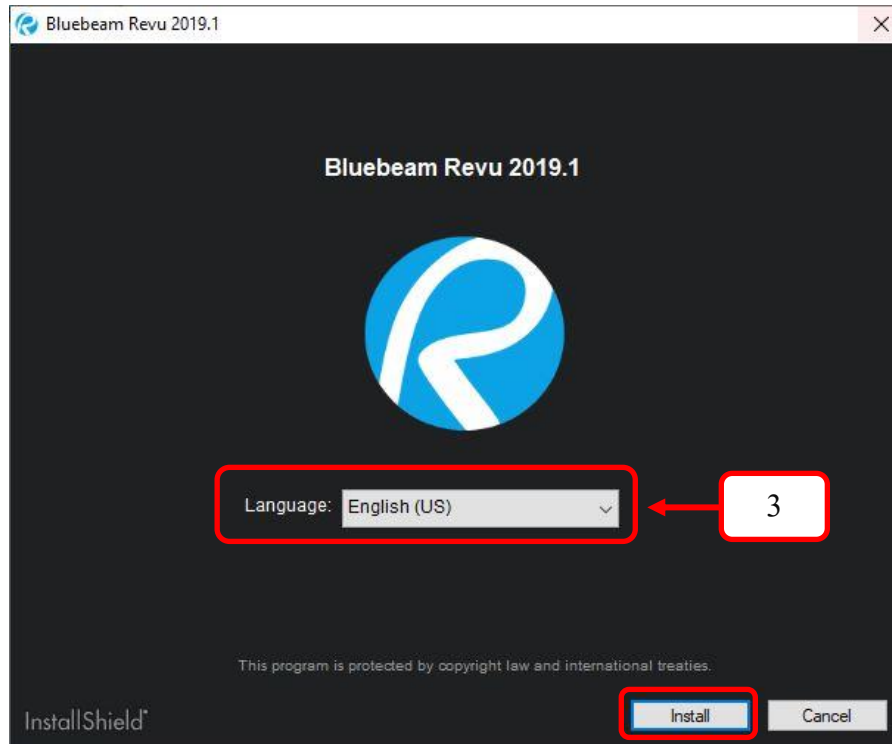 Bluebeam Revu 2019.1
Bluebeam Revu 2019.1
Language: English (US)
3
This program is protected by copyright law and international treaties.
InstallShield™
Install
Cancel